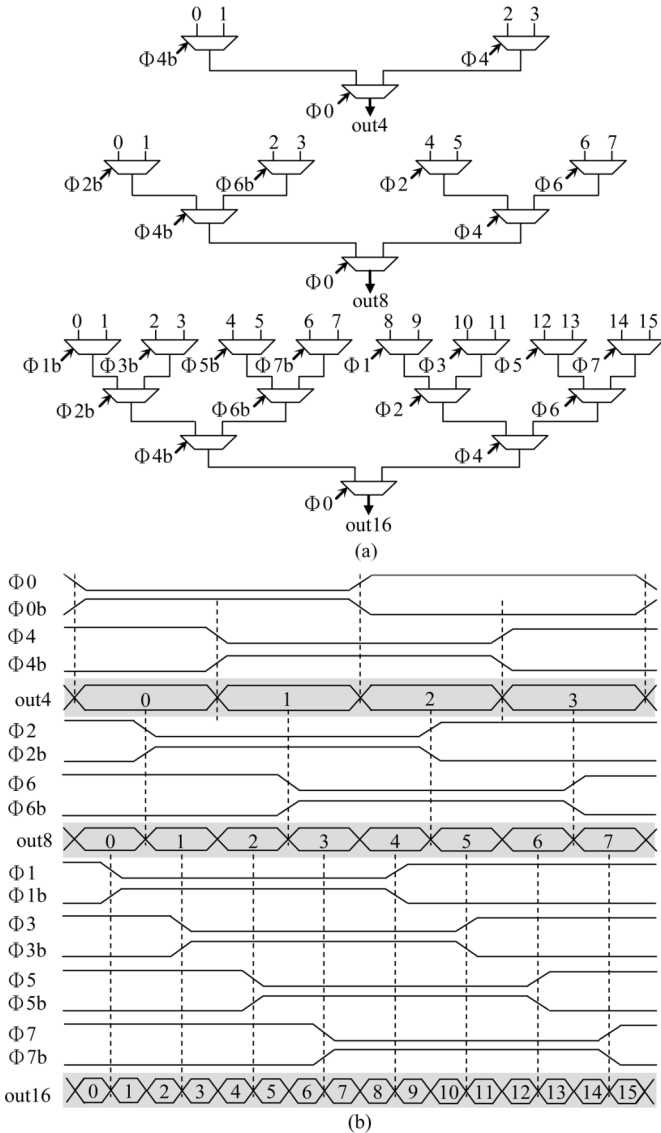 0 1 2 3
Φ4b Φ4
Φ0
out4
0 1 2 3 4 5 6 7
Φ2b Φ6b Φ2 Φ6
Φ4b Φ4
Φ0
out8
0 1 2 3 4 5 6 7 8 9 10 11 12 13 14 15
Φ1b Φ3b Φ5b Φ7b Φ1 Φ3 Φ5 Φ7
Φ2b Φ6b Φ2 Φ6
Φ4b Φ4
Φ0
out16
(a)
Φ0
Φ0b
Φ4
Φ4b
out4 0 1 2 3
Φ2
Φ2b
Φ6
Φ6b
out8 0 1 2 3 4 5 6 7
Φ1
Φ1b
Φ3
Φ3b
Φ5
Φ5b
Φ7
Φ7b
out16 0 1 2 3 4 5 6 7 8 9 10 11 12 13 14 15
(b)